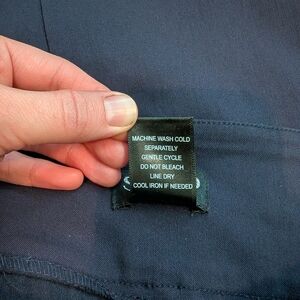 MACHINE WASH COLD
SEPARATELY
GENTLE CYCLE
DO NOT BLEACH
LINE DRY
COOL IRON IF NEEDED